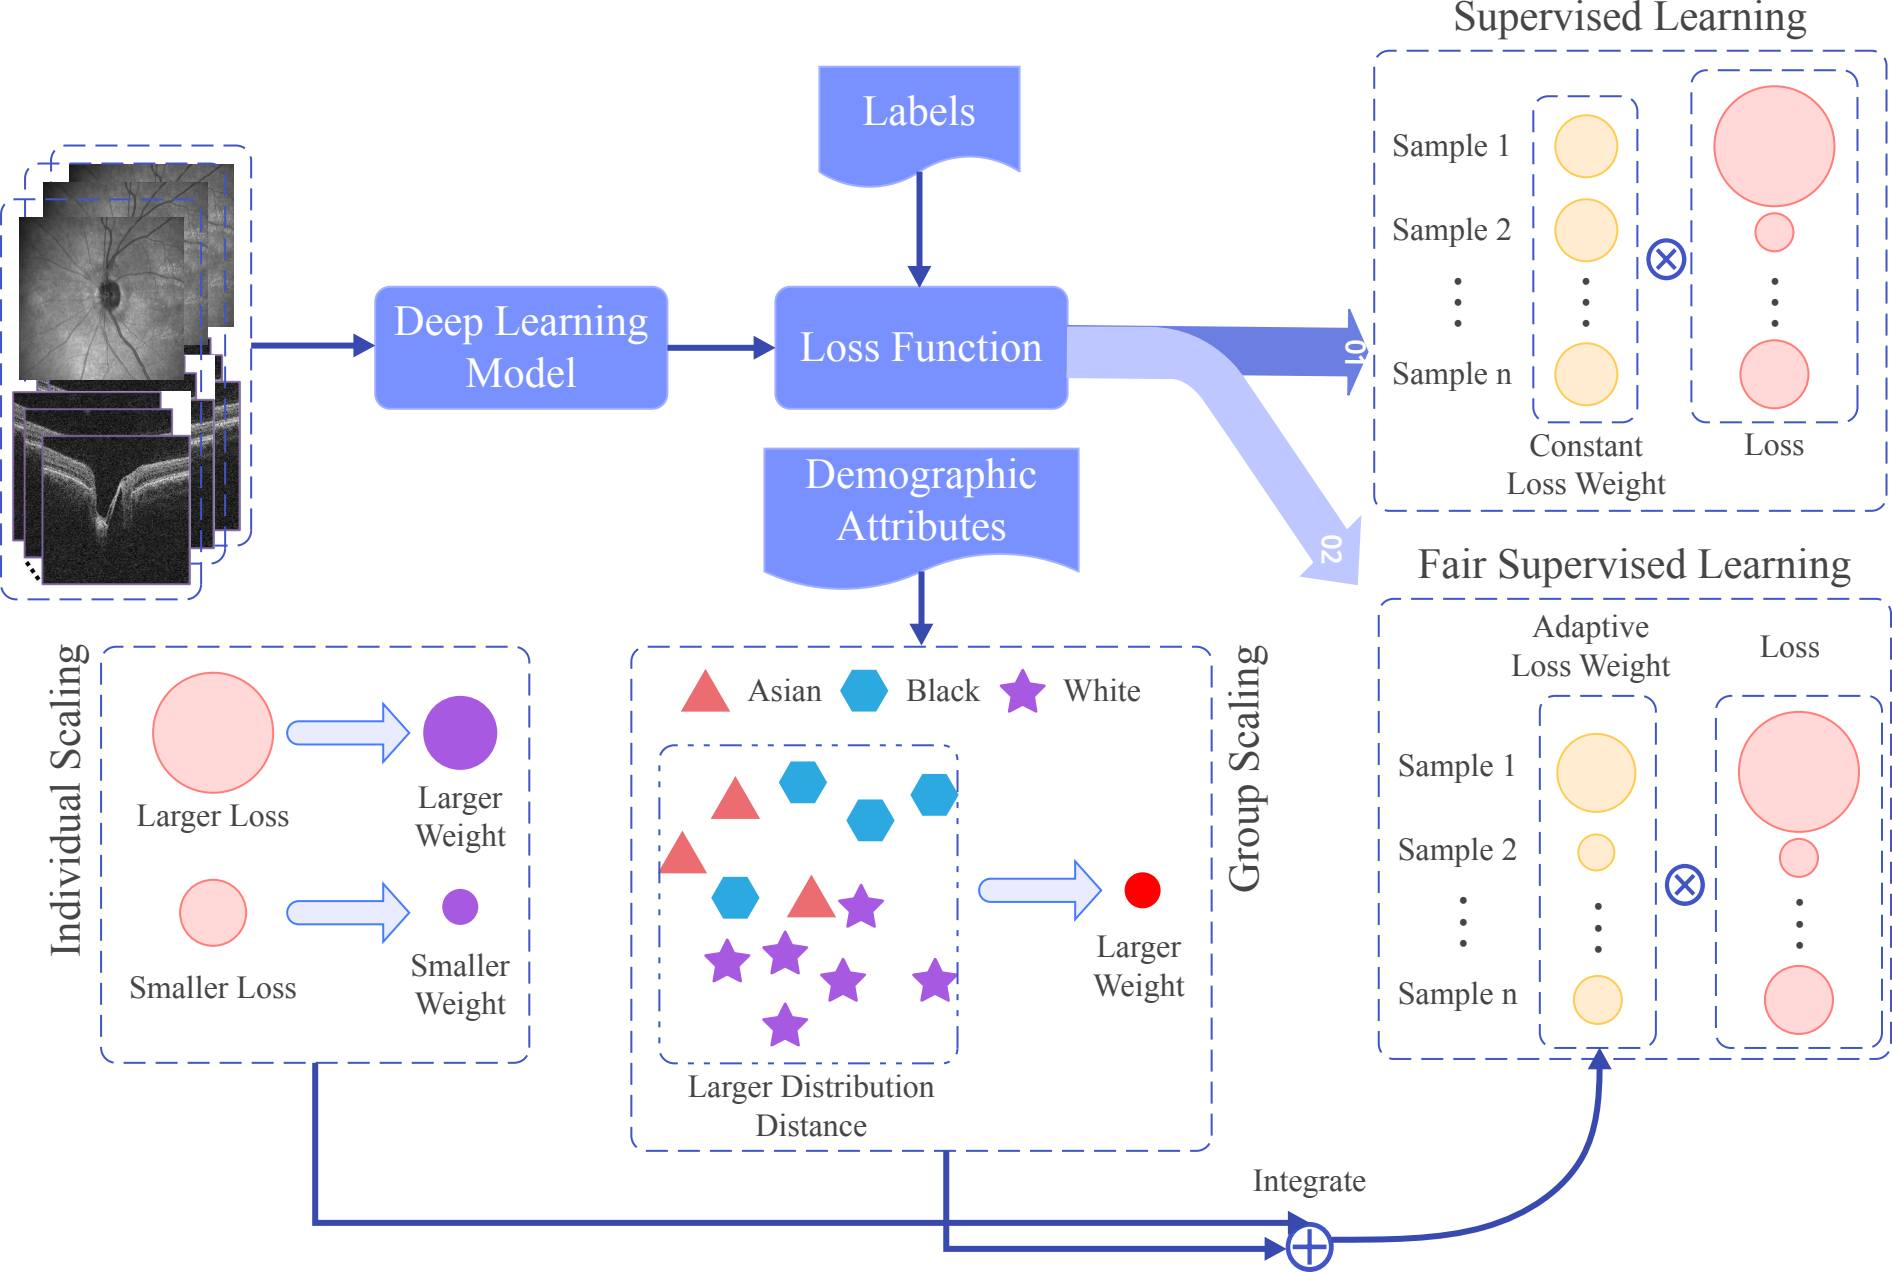 Supervised Learning
Labels
Sample 1
Sample 2
Sample n
Constant
Loss Weight
Loss
Deep Learning
Model
Loss Function
01
02
Demographic
Attributes
Fair Supervised Learning
Adaptive
Loss Weight
Loss
Sample 1
Sample 2
Sample n
Individual Scaling
Larger Loss
Larger
Weight
Smaller Loss
Smaller
Weight
Asian
Black
White
Group Scaling
Larger
Weight
Larger Distribution
Distance
Integrate